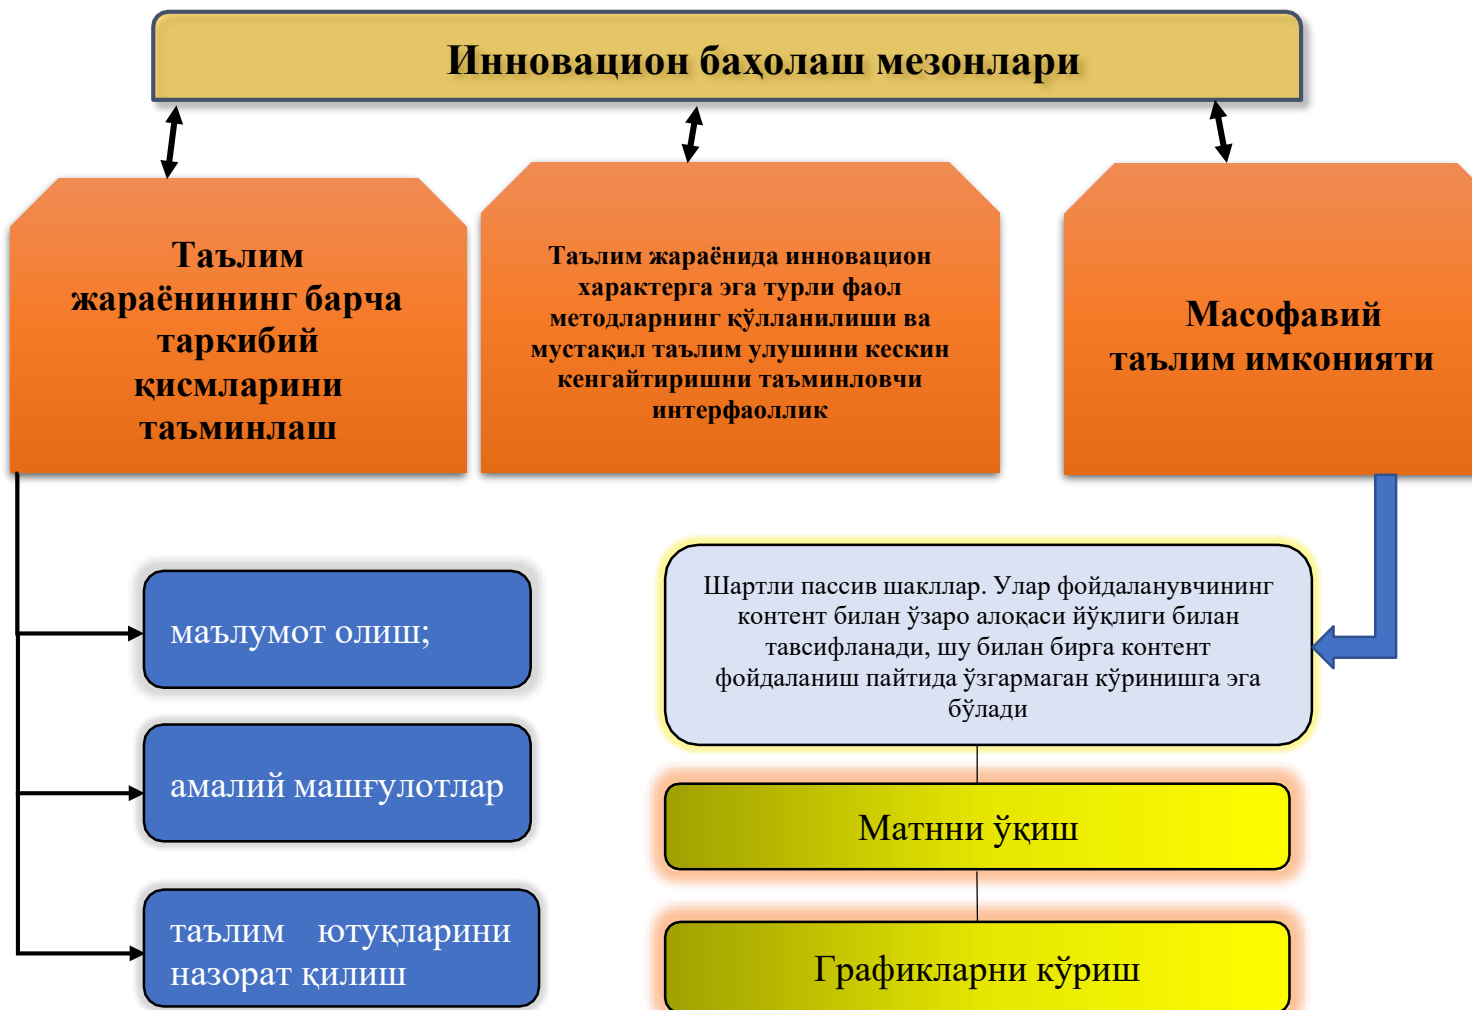 Инновацион баҳолаш мезонлари
Таълим
жараёнининг барча
таркибий
қисмларини
таъминлаш
Таълим жараёнида инновацион
характерга эга турли фаол
методларнинг қўлланилиши ва
мустақил таълим улушини кескин
кенгайтиришни таъминловчи
интерфаоллик
Масофавий
таълим имконияти
маълумот олиш;
амалий машғулотлар
таълим ютуқларини
назорат қилиш
Шартли пассив шакллар. Улар фойдаланувчининг
контент билан ўзаро алоқаси йўқлиги билан
тавсифланади, шу билан бирга контент
фойдаланиш пайтида ўзгармаган кўринишга эга
бўлади
Матнни ўқиш
Графикларни кўриш